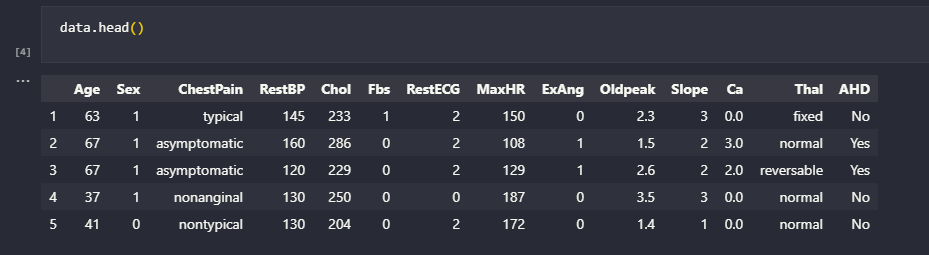 data.head()
[4]
...
Age Sex ChestPain RestBP Chol Fbs RestECG MaxHR ExAng Oldpeak Slope Ca Thal AHD
1 63 1 typical 145 233 1 2 150 0 2.3 3 0.0 fixed No
2 67 1 asymptomatic 160 286 0 2 108 1 1.5 2 3.0 normal Yes
3 67 1 asymptomatic 120 229 0 2 129 1 2.6 2 2.0 reversable Yes
4 37 1 nonanginal 130 250 0 0 187 0 3.5 3 0.0 normal No
5 41 0 nontypical 130 204 0 2 172 0 1.4 1 0.0 normal No